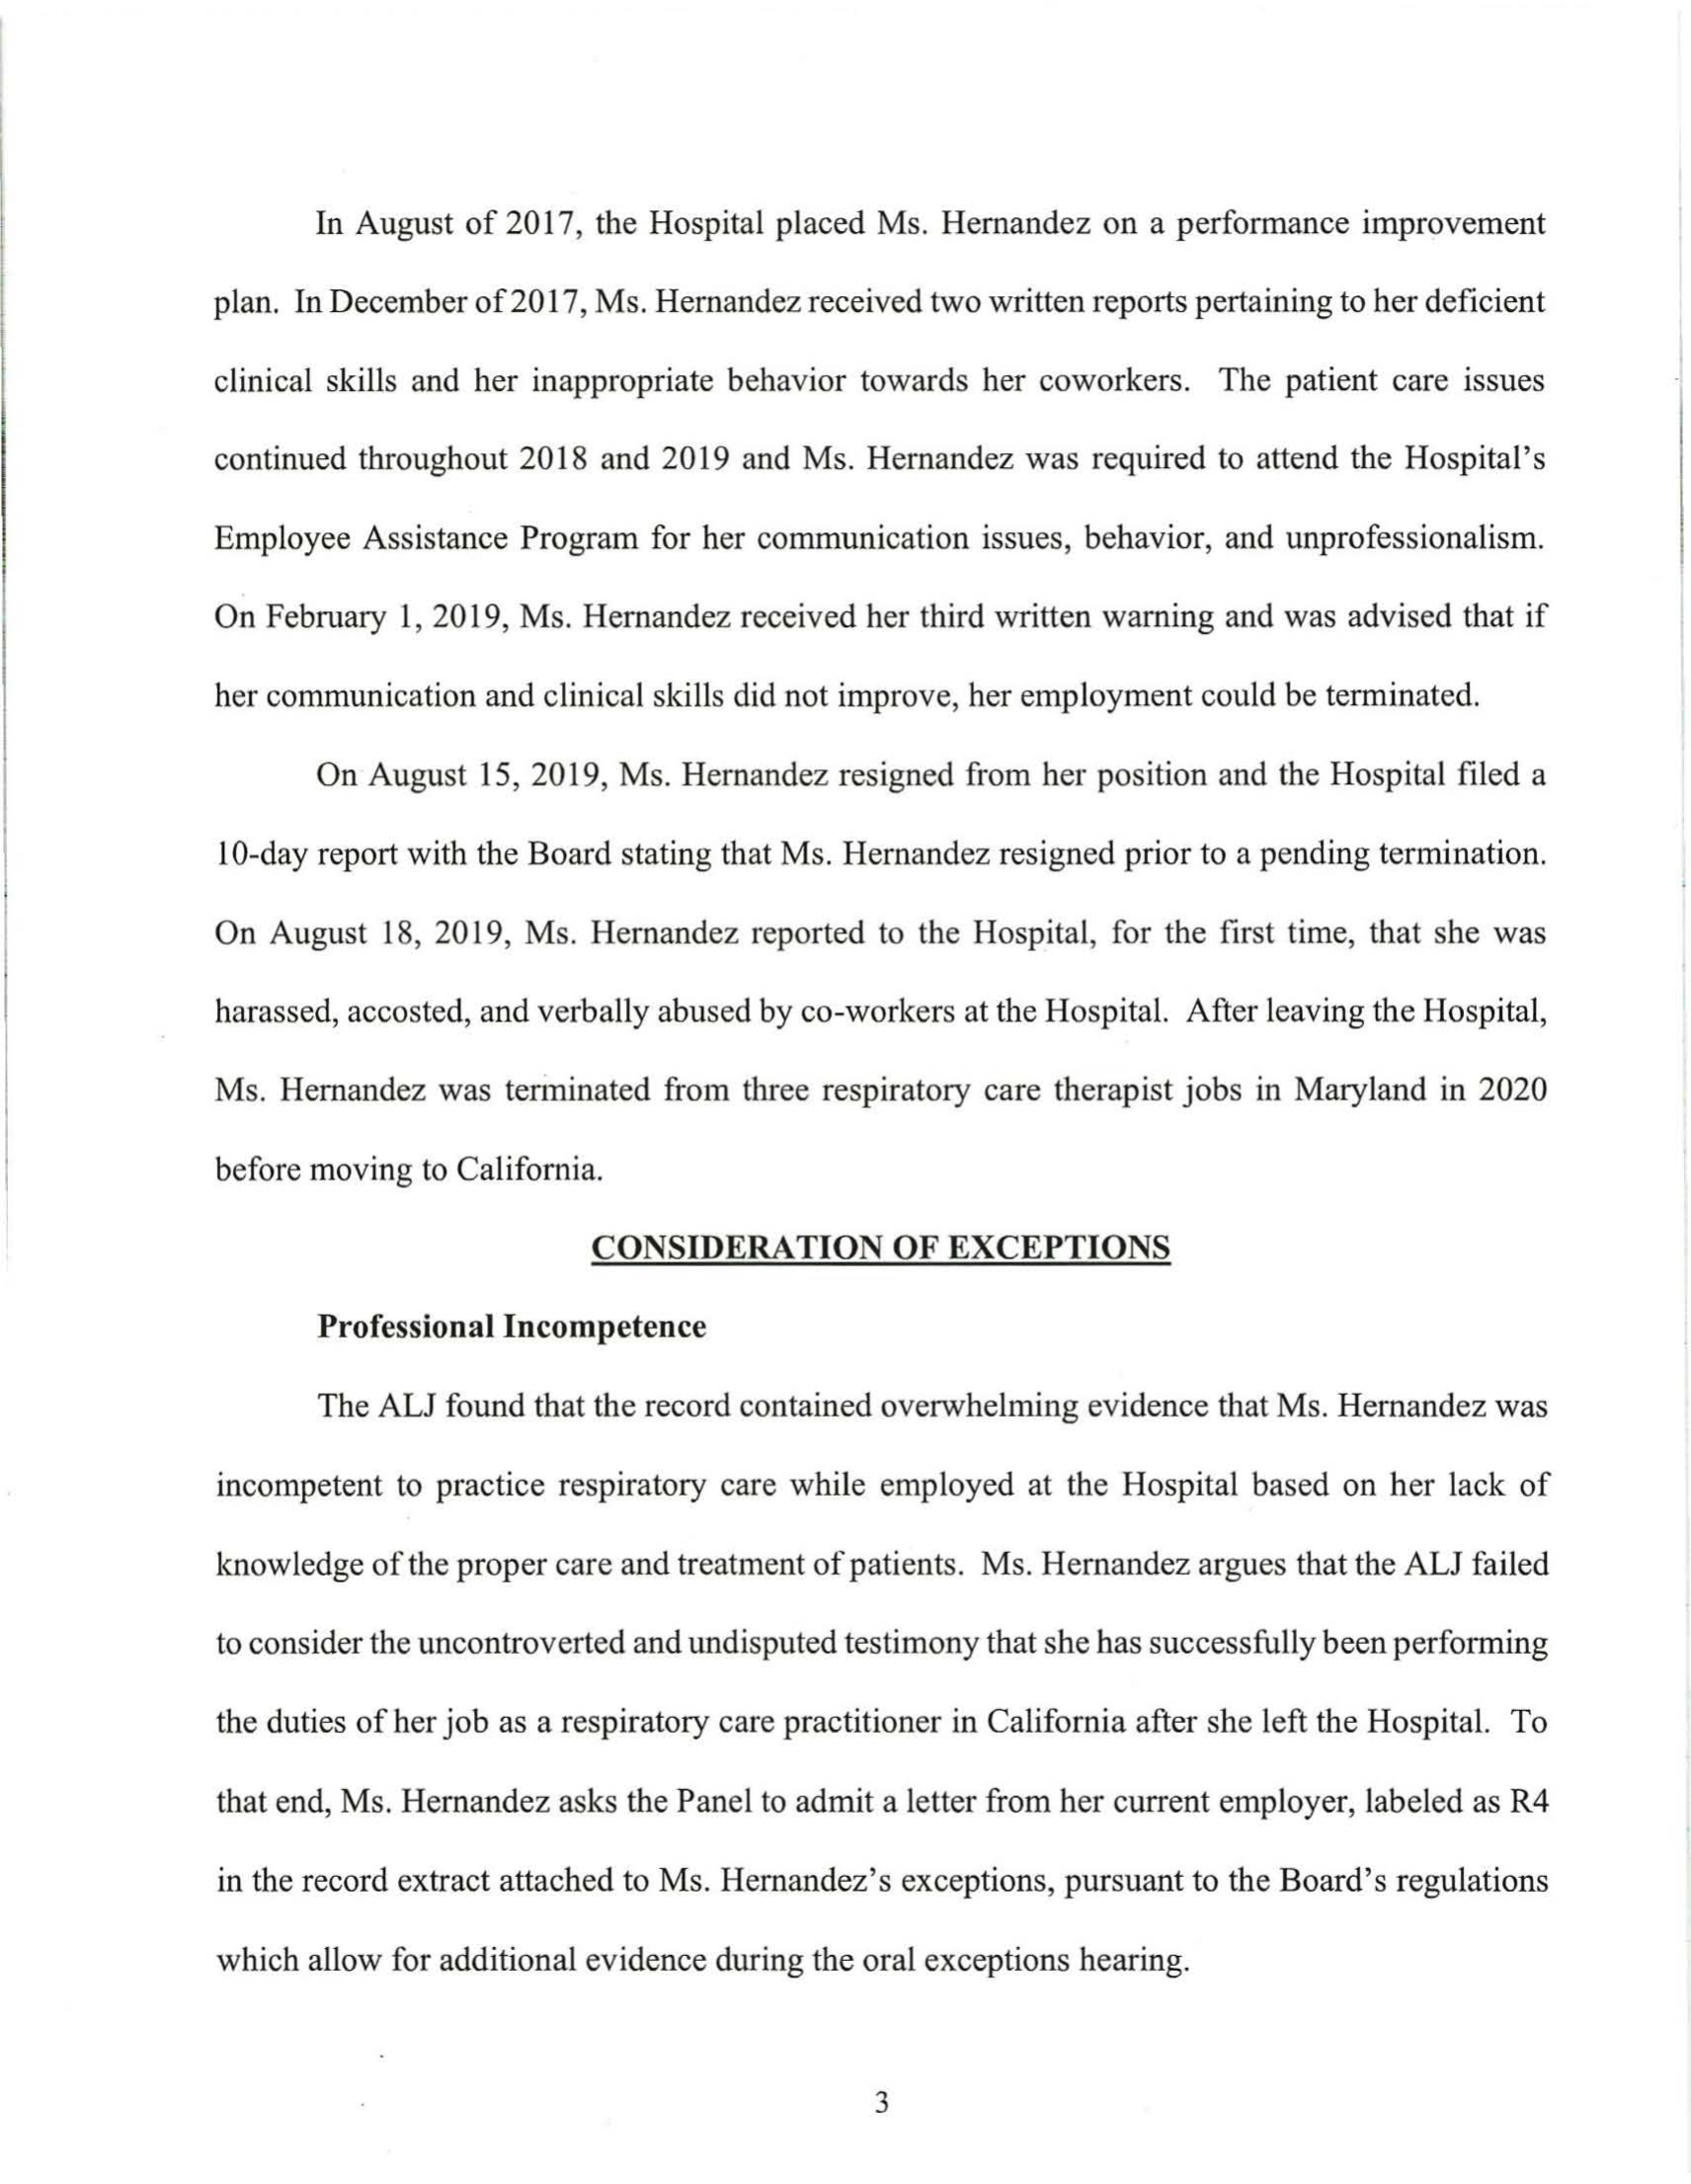 In August of 2017, the Hospital placed Ms. Hernandez on a performance improvement
plan. In December of 2017, Ms. Hernandez received two written reports pertaining to her deficient
clinical skills and her inappropriate behavior towards her coworkers. The patient care issues
continued throughout 2018 and 2019 and Ms. Hernandez was required to attend the Hospital's
Employee Assistance Program for her communication issues, behavior, and unprofessionalism.
On February 1, 2019, Ms. Hernandez received her third written warning and was advised that if
her communication and clinical skills did not improve, her employment could be terminated.
On August 15, 2019, Ms. Hernandez resigned from her position and the Hospital filed a
10-day report with the Board stating that Ms. Hernandez resigned prior to a pending termination.
On August 18, 2019, Ms. Hernandez reported to the Hospital, for the first time, that she was
harassed, accosted, and verbally abused by co-workers at the Hospital. After leaving the Hospital,
Ms. Hernandez was terminated from three respiratory care therapist jobs in Maryland in 2020
before moving to California.
CONSIDERATION OF EXCEPTIONS
Professional Incompetence
The ALJ found that the record contained overwhelming evidence that Ms. Hernandez was
incompetent to practice respiratory care while employed at the Hospital based on her lack of
knowledge of the proper care and treatment of patients. Ms. Hernandez argues that the ALJ failed
to consider the uncontroverted and undisputed testimony that she has successfully been performing
the duties of her job as a respiratory care practitioner in California after she left the Hospital. To
that end, Ms. Hernandez asks the Panel to admit a letter from her current employer, labeled as R4
in the record extract attached to Ms. Hernandez's exceptions, pursuant to the Board's regulations
which allow for additional evidence during the oral exceptions hearing.
3